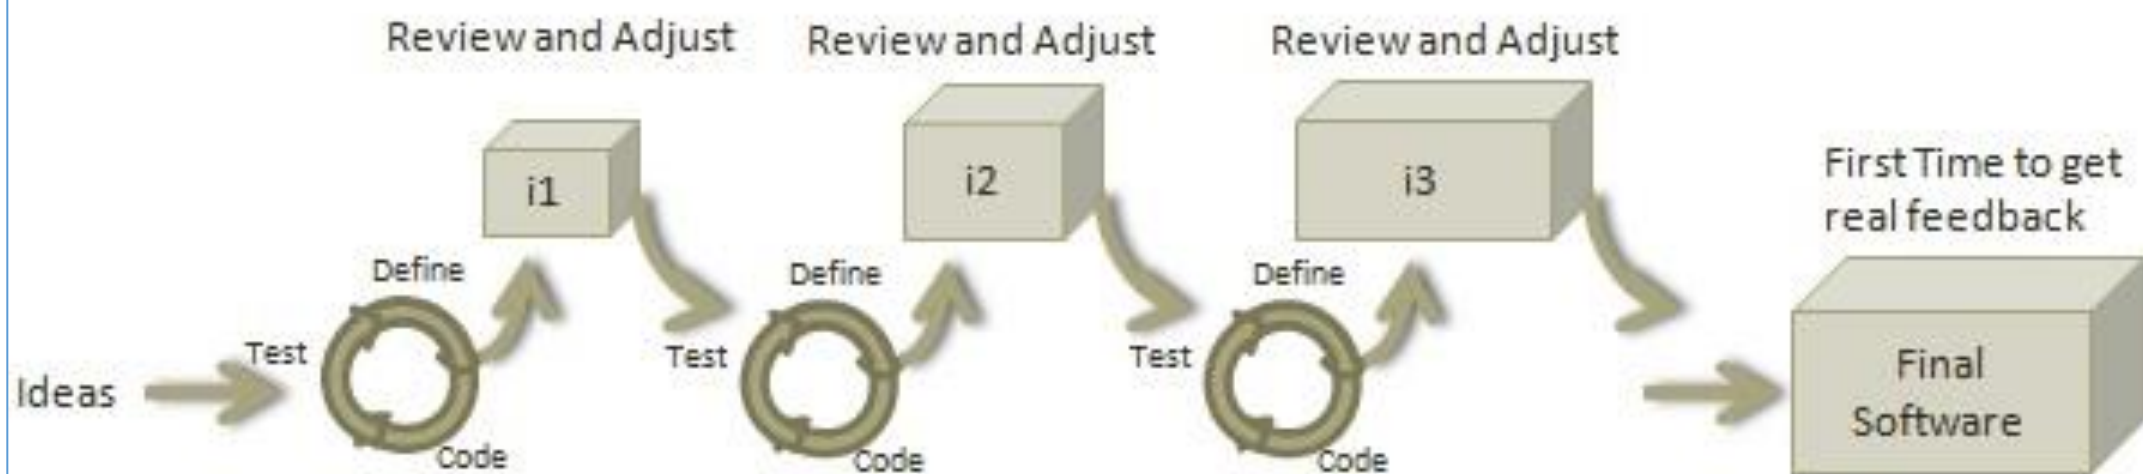 Review and Adjust
Review and Adjust
Review and Adjust
i1
i2
i3
First Time to get
real feedback
Define
Define
Define
Test
Test
Test
Ideas
Final
Software
Code
Code
Code